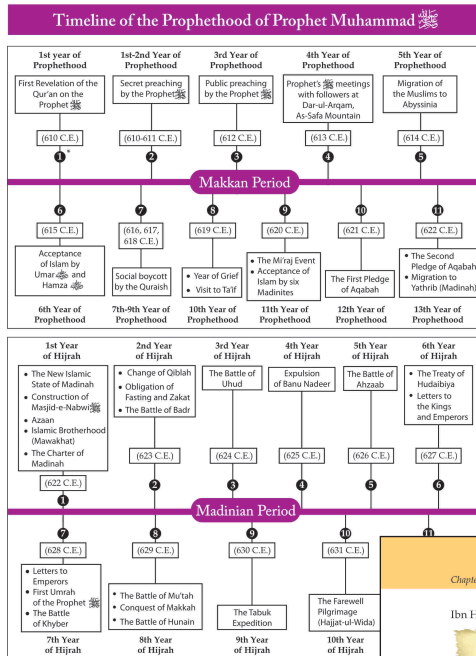 Timeline of the Prophethood of Prophet Muhammad ﷺ
1st year of
Prophethood
1st-2nd Year of
Prophethood
3rd Year of
Prophethood
4th Year of
Prophethood
5th Year of
Prophethood
First Revelation of the
Qur'an on the
Prophet ﷺ
Secret preaching
by the Prophet ﷺ
Public preaching
by the Prophet ﷺ
Prophet's ﷺ meetings
with followers at
Dar-ul-Arqam,
As-Safa Mountain
Migration of
the Muslims to
Abyssinia
(610 C.E.)
(610-611 C.E.)
(612 C.E.)
(613 C.E.)
(614 C.E.)
1 *
2
3
4
5
Makkan Period
6
7
8
9
10
11
(615 C.E.)
(616, 617,
618 C.E.)
(619 C.E.)
(620 C.E.)
(621 C.E.)
(622 C.E.)
Acceptance
of Islam by
Umar and
Hamza
Social boycott
by the Quraish
• Year of Grief
• Visit to Ta'if
• The Mi'raj Event
• Acceptance of
Islam by six
Madinites
The First Pledge
of Aqabah
• The Second
Pledge of Aqabah
• Migration to
Yathrib (Madinah)
6th Year of
Prophethood
7th-9th Year of
Prophethood
10th Year of
Prophethood
11th Year of
Prophethood
12th Year of
Prophethood
13th Year of
Prophethood
1st Year
of Hijrah
2nd Year
of Hijrah
3rd Year
of Hijrah
4th Year
of Hijrah
5th Year
of Hijrah
6th Year
of Hijrah
• The New Islamic
State of Madinah
• Construction of
Masjid-e-Nabwi ﷺ
• Azaan
• Islamic Brotherhood
(Mawakhat)
• The Charter of
Madinah
• Change of Qiblah
• Obligation of
Fasting and Zakat
• The Battle of Badr
The Battle of
Uhud
Expulsion
of Banu Nadeer
The Battle of
Ahzaab
• The Treaty of
Hudaibiya
• Letters to
the Kings
and Emperors
(622 C.E.)
(623 C.E.)
(624 C.E.)
(625 C.E.)
(626 C.E.)
(627 C.E.)
1
2
3
4
5
6
Madinian Period
7
8
9
10
11
(628 C.E.)
(629 C.E.)
(630 C.E.)
(631 C.E.)
• Letters to
Emperors
• First Umrah
of the Prophet ﷺ
• The Battle
of Khyber
• The Battle of Mu'tah
• Conquest of Makkah
• The Battle of Hunain
The Tabuk
Expedition
The Farewell
Pilgrimage
(Hajjat-ul-Wida)
7th Year
of Hijrah
8th Year
of Hijrah
9th Year
of Hijrah
10th Year
of Hijrah
Chapte
Ibn H